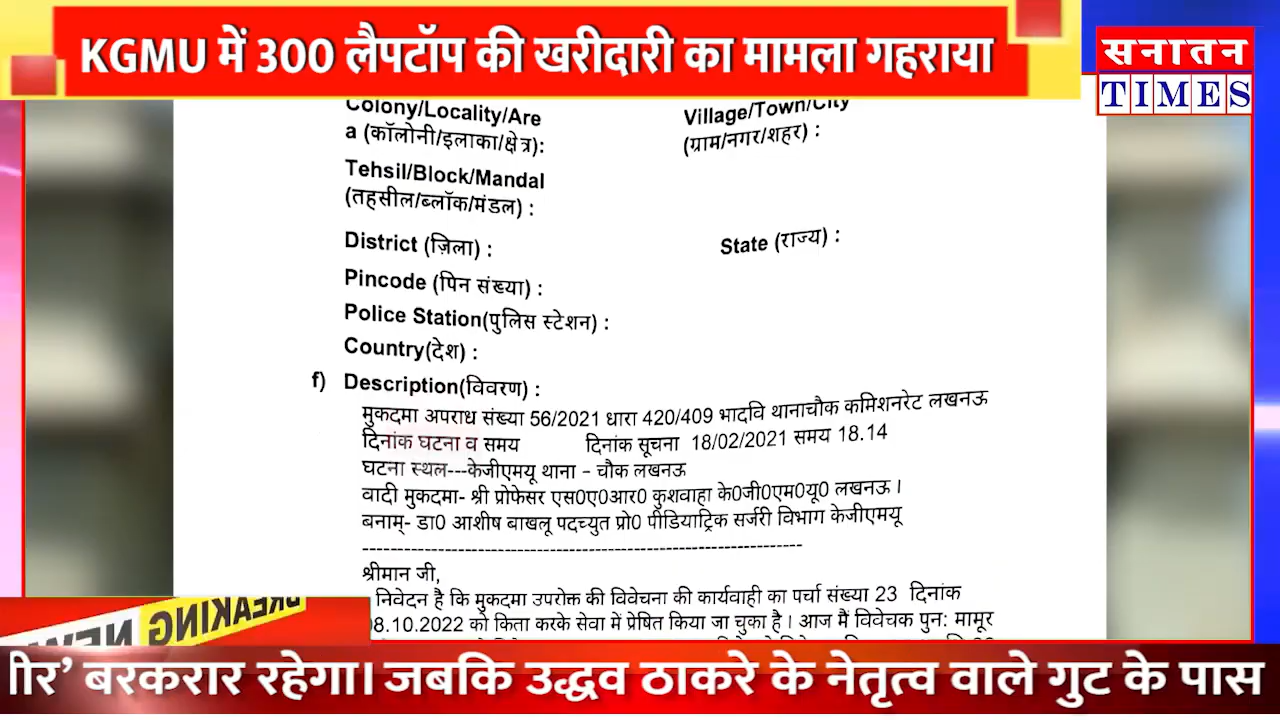 KGMU में 300 लैपटॉप की खरीदारी का मामला गहराया
सनातन
TIMES
Colony/Locality/Are
a (कॉलोनी/इलाका/क्षेत्र):
Village/Town/City
(ग्राम/नगर/शहर) :
Tehsil/Block/Mandal
(तहसील/ब्लॉक/मंडल) :
District (ज़िला) :
State (राज्य) :
Pincode (पिन संख्या) :
Police Station(पुलिस स्टेशन) :
Country(देश) :
f) Description(विवरण) :
मुकदमा अपराध संख्या 56/2021 धारा 420/409 भादवि थानाचौक कमिशनरेट लखनऊ
दिनांक घटना व समय दिनांक सूचना 18/02/2021 समय 18.14
घटना स्थल---केजीएमयू थाना - चौक लखनऊ
वादी मुकदमा- श्री प्रोफेसर एस0ए0आर0 कुशवाहा के0जी0एम0यू0 लखनऊ।
बनाम्- डा0 आशीष बाखलू पदच्युत प्रो0 पीडियाट्रिक सर्जरी विभाग केजीएमयू
--------------------------------------------------------------------
श्रीमान जी,
निवेदन है कि मुकदमा उपरोक्त की विवेचना की कार्यवाही का पर्चा संख्या 23 दिनांक
08.10.2022 को किता करके सेवा में प्रेषित किया जा चुका है। आज मैं विवेचक पुन: मामूर
BREAKING NEWS
ीर’ बरकरार रहेगा। जबकि उद्धव ठाकरे के नेतृत्व वाले गुट के पास